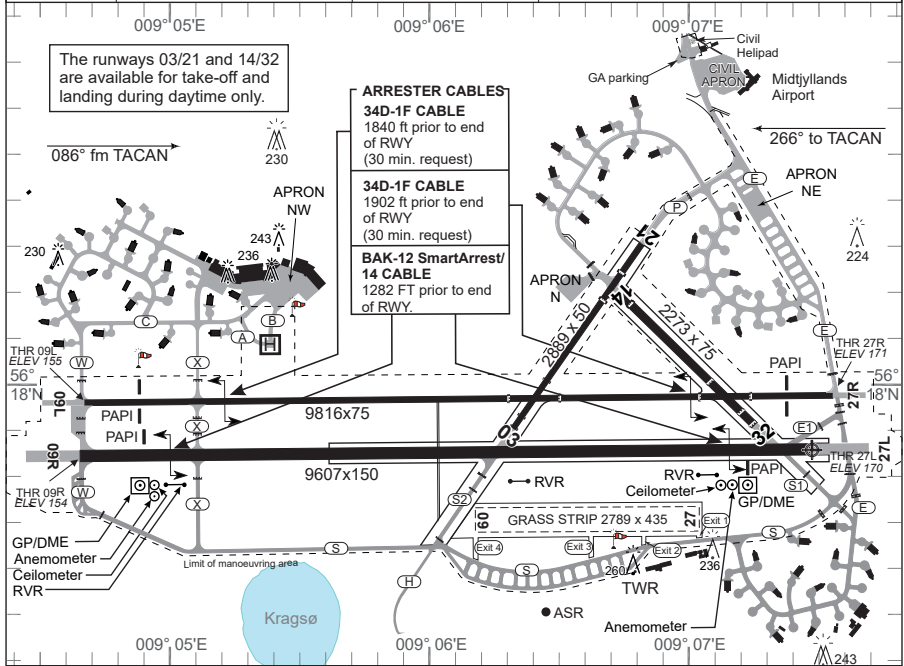 009°05'E
009°06'E
009°07'E
The runways 03/21 and 14/32
are available for take-off and
landing during daytime only.
086° fm TACAN
230
ARRESTER CABLES
34D-1F CABLE
1840 ft prior to end
of RWY
(30 min. request)
34D-1F CABLE
1902 ft prior to end
of RWY
(30 min. request)
BAK-12 SmartArrest/
14 CABLE
1282 FT prior to end
of RWY.
Civil
Helipad
GA parking
CIVIL
APRON
Midtjyllands
Airport
266° to TACAN
E
APRON
NE
P
224
APRON
NW
243
236
230
APRON
N
21
14
2889 x 50
2273 x 75
C
B
A
H
W
X
E
THR 09L
ELEV 155
THR 27R
ELEV 171
56°
18'N
56°
18'N
PAPI
09L
27R
PAPI
9816x75
X
PAPI
03
32
E1
09R
9607x150
27L
THR 27L
ELEV 170
THR 09R
ELEV 154
W
X
RVR
RVR
PAPI
Ceilometer
GP/DME
S1
S2
E
09
GRASS STRIP 2789 x 435
27
Exit 1
S
GP/DME
Anemometer
Ceilometer
RVR
S
Limit of manoeuvring area
Exit 4
Exit 3
Exit 2
S
260
236
TWR
H
Kragsø
ASR
Anemometer
243
009°05'E
009°06'E
009°07'E